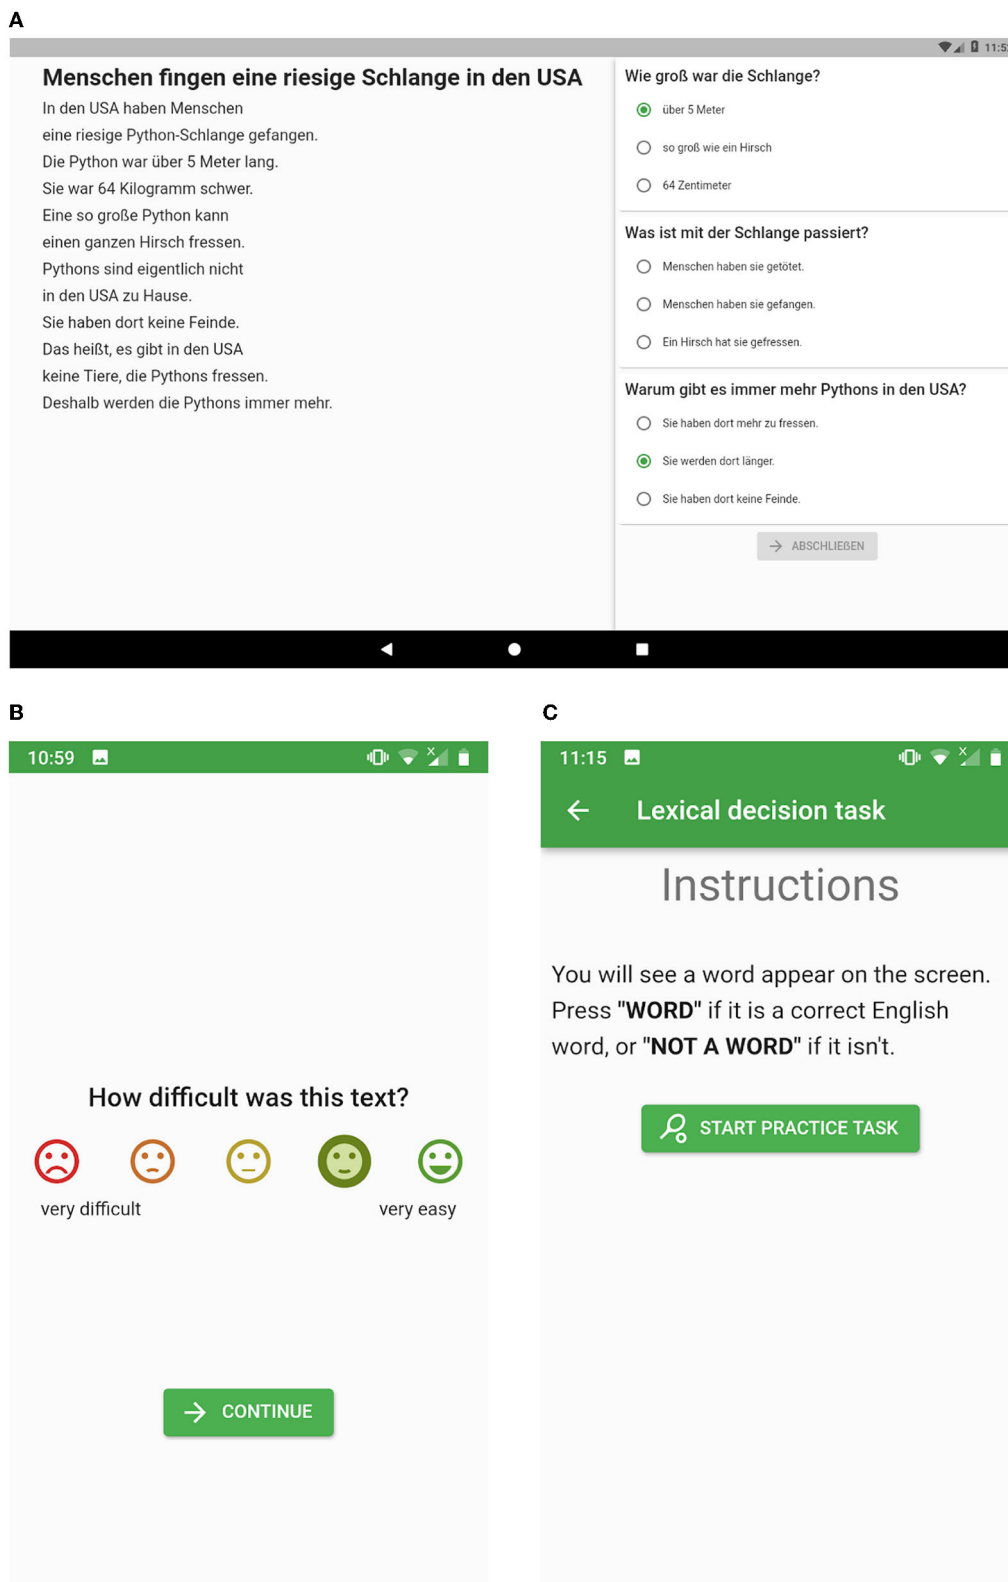 A
11:5
Menschen fingen eine riesige Schlange in den USA
In den USA haben Menschen
eine riesige Python-Schlange gefangen.
Die Python war über 5 Meter lang.
Sie war 64 Kilogramm schwer.
Eine so große Python kann
einen ganzen Hirsch fressen.
Pythons sind eigentlich nicht
in den USA zu Hause.
Sie haben dort keine Feinde.
Das heißt, es gibt in den USA
keine Tiere, die Pythons fressen.
Deshalb werden die Pythons immer mehr.
Wie groß war die Schlange?
über 5 Meter
so groß wie ein Hirsch
64 Zentimeter
Was ist mit der Schlange passiert?
Menschen haben sie getötet.
Menschen haben sie gefangen.
Ein Hirsch hat sie gefressen.
Warum gibt es immer mehr Pythons in den USA?
Sie haben dort mehr zu fressen.
Sie werden dort länger.
Sie haben dort keine Feinde.
ABSCHLIEßEN
B
10:59
How difficult was this text?
very difficult very easy
CONTINUE
C
11:15
Lexical decision task
Instructions
You will see a word appear on the screen.
Press "WORD" if it is a correct English
word, or "NOT A WORD" if it isn't.
START PRACTICE TASK